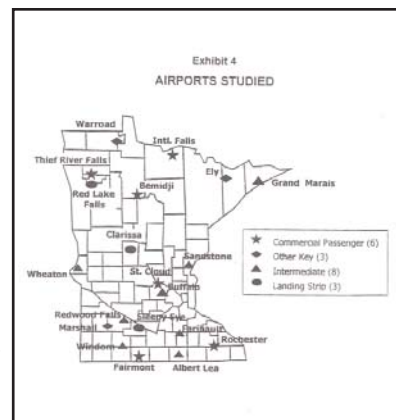 Exhibit 4
AIRPORTS STUDIED
Warroad
Intl. Falls
Thief River Falls
Ely
Bemidji
Grand Marais
Red Lake
Falls
Clarissa
Sandstone
Wheaton
St. Cloud
Buffalo
Redwood Falls
Sleepy Eye
Marshall
Faribault
Windom
Rochester
Fairmont
Albert Lea
Commercial Passenger (6)
Other Key (3)
Intermediate (8)
Landing Strip (3)